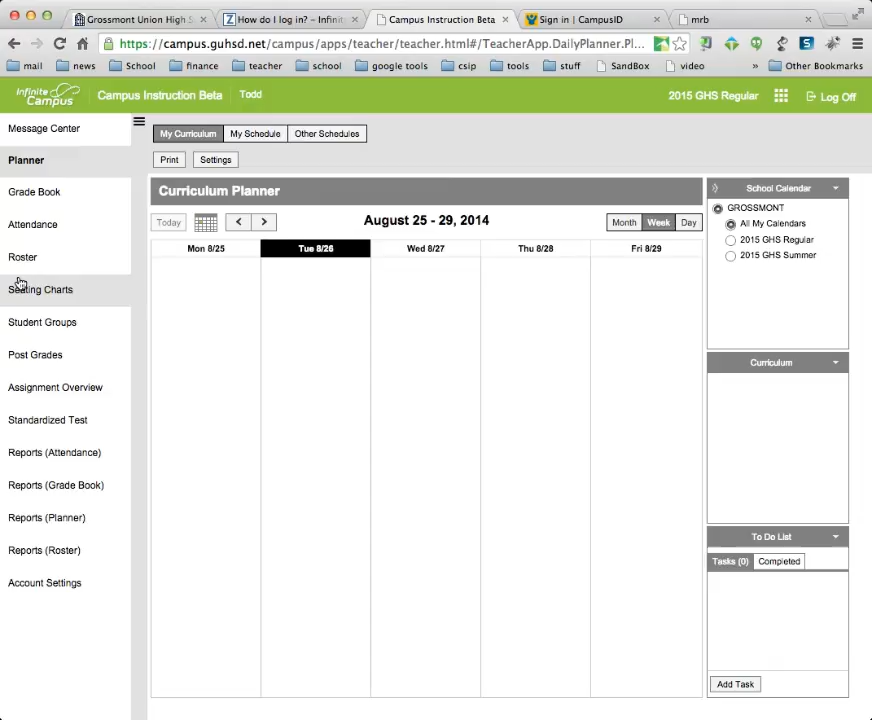 Grossmont Union High S
How do I log in? – Infinit
Campus Instruction Beta
Sign in | CampusID
mrb
https://campus.guhsd.net/campus/apps/teacher/teacher.html#/TeacherApp.DailyPlanner.Pl...
mail
news
School
finance
teacher
school
google tools
csip
tools
stuff
SandBox
video
»
Other Bookmarks
Infinite Campus
Campus Instruction Beta
Todd
2015 GHS Regular
Log Off
Message Center
Planner
Grade Book
Attendance
Roster
Seating Charts
Student Groups
Post Grades
Assignment Overview
Standardized Test
Reports (Attendance)
Reports (Grade Book)
Reports (Planner)
Reports (Roster)
Account Settings
My Curriculum
My Schedule
Other Schedules
Print
Settings
Curriculum Planner
Today
August 25 - 29, 2014
Month
Week
Day
Mon 8/25
Tue 8/26
Wed 8/27
Thu 8/28
Fri 8/29
School Calendar
GROSSMONT
All My Calendars
2015 GHS Regular
2015 GHS Summer
Curriculum
To Do List
Tasks (0)
Completed
Add Task